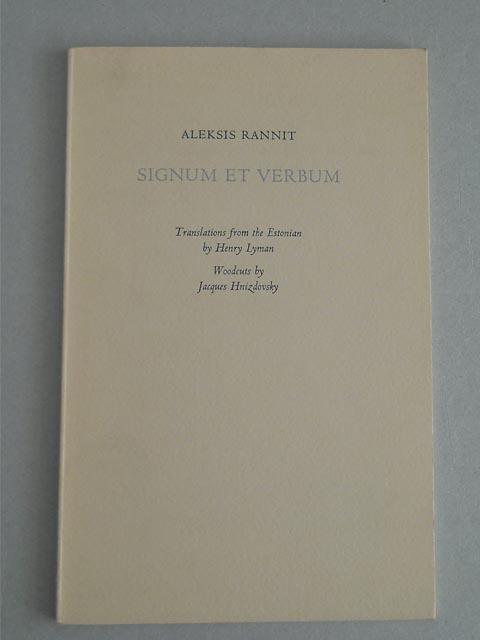 ALEKSIS RANNIT
SIGNUM ET VERBUM
Translations from the Estonian
by Henry Lyman
Woodcuts by
Jacques Hnizdovsky